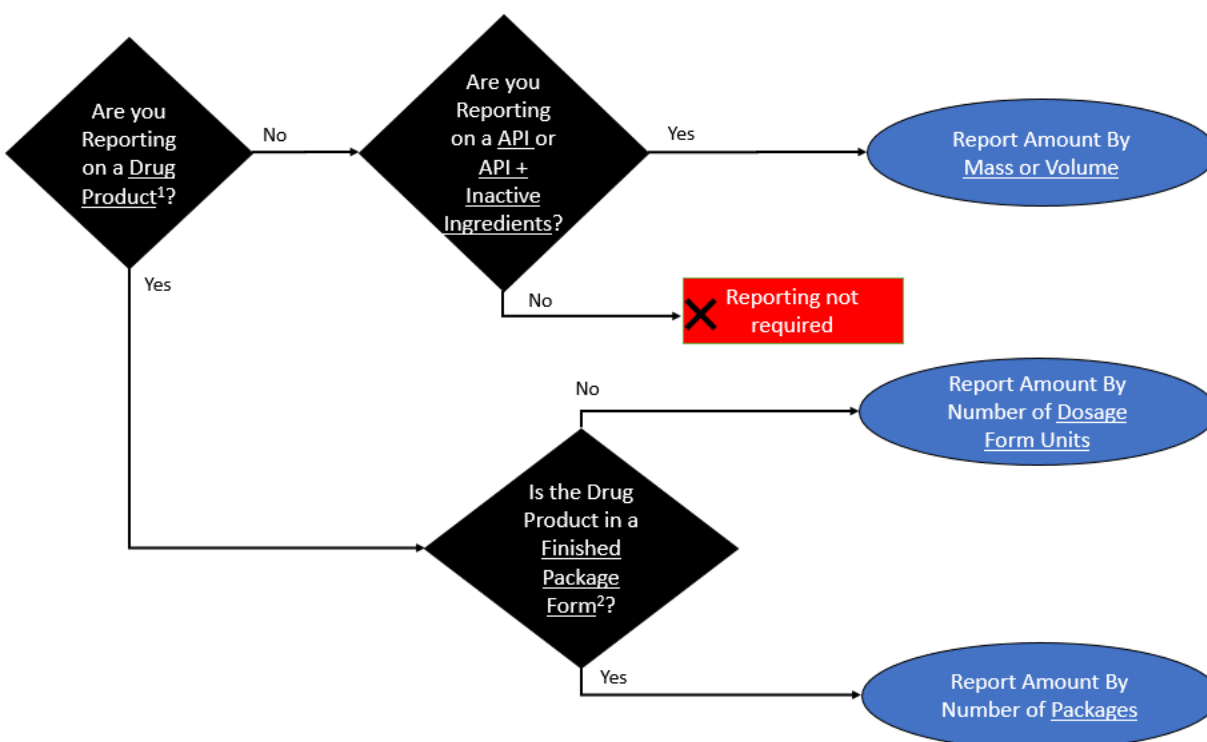 Are you
Reporting
on a Drug
Product¹?
No
Are you
Reporting
on a API or
API +
Inactive
Ingredients?
Yes
Report Amount By
Mass or Volume
Yes
No
Reporting not
required
No
Report Amount By
Number of Dosage
Form Units
Is the Drug
Product in a
Finished
Package
Form²?
Yes
Report Amount By
Number of Packages